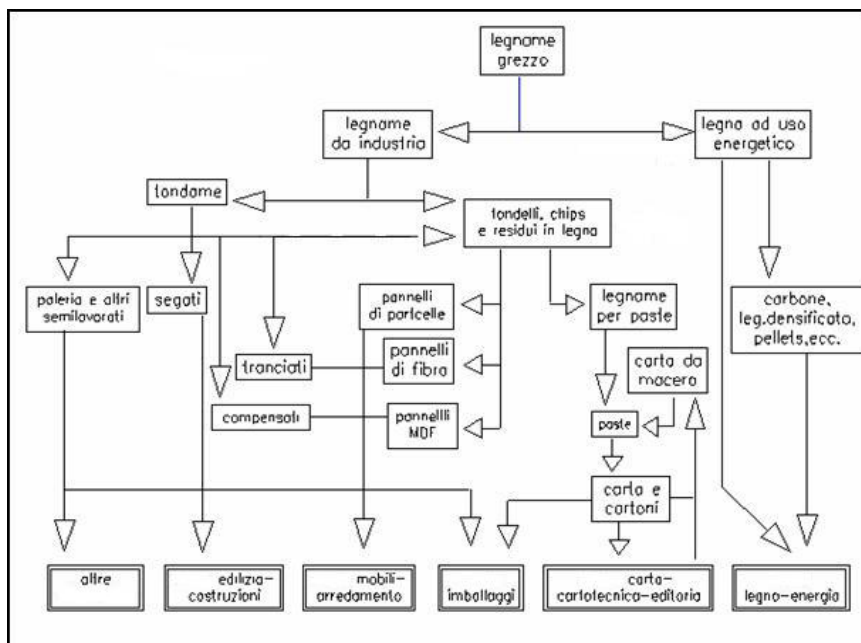 legname
grezzo
legname
da industria
legna ad uso
energetico
tondame
tondelli, chips
e residui in legna
paleria e altri
semilavorati
segati
pannelli
di particelle
legname
per paste
carbone,
leg.densificato,
pellets,ecc.
tranciati
pannelli
di fibra
carta da
macero
compensati
pannellli
MDF
paste
carta e
cartoni
altre
edilizia-
costruzioni
mobili-
arredamento
imballaggi
carta-
cartotecnica-editoria
legno-energia